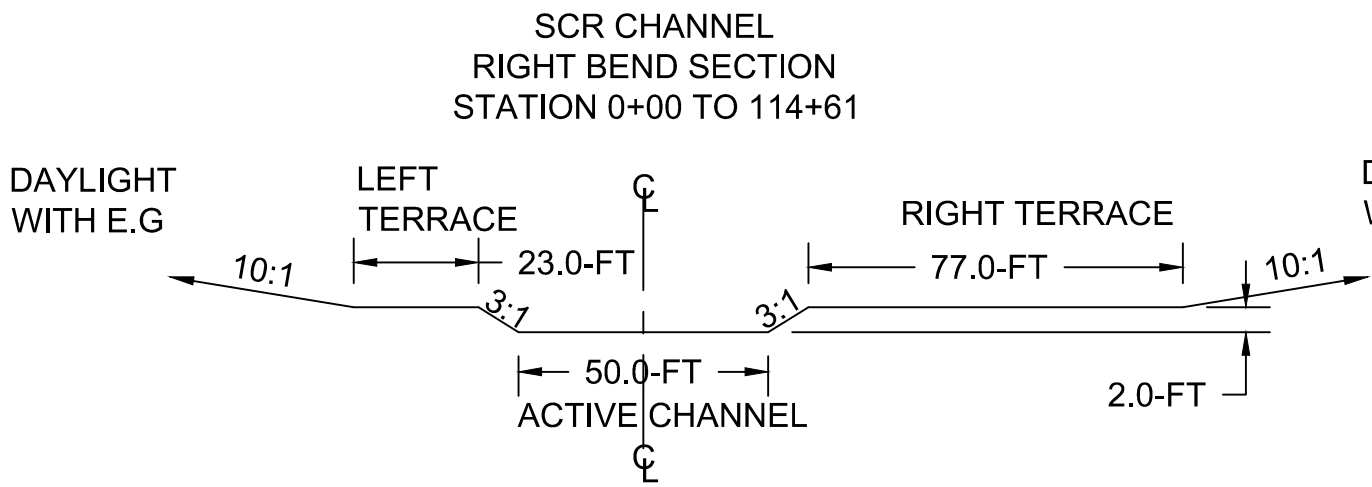 SCR CHANNEL
RIGHT BEND SECTION
STATION 0+00 TO 114+61
DAYLIGHT
WITH E.G
LEFT
TERRACE
CL
RIGHT TERRACE
23.0-FT
77.0-FT
10:1
10:1
3:1
3:1
50.0-FT
2.0-FT
ACTIVE CHANNEL
CL